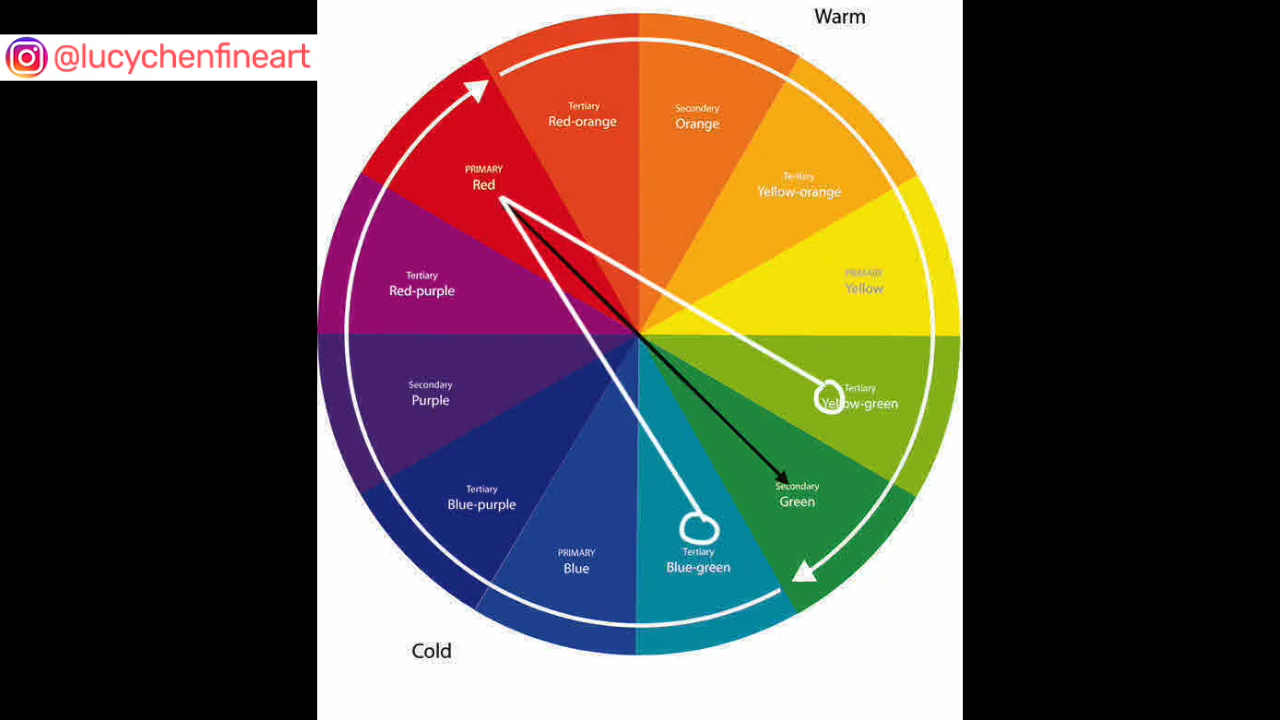 Warm
@lucychenfineart
Tertiary
Red-orange
Secondery
Orange
PRIMARY
Red
Tertiary
Yellow-orange
Tertiary
Red-purple
PRIMARY
Yellow
Secondary
Purple
Tertiary
Yellow-green
Tertiary
Blue-purple
Secondary
Green
PRIMARY
Blue
Tertiary
Blue-green
Cold